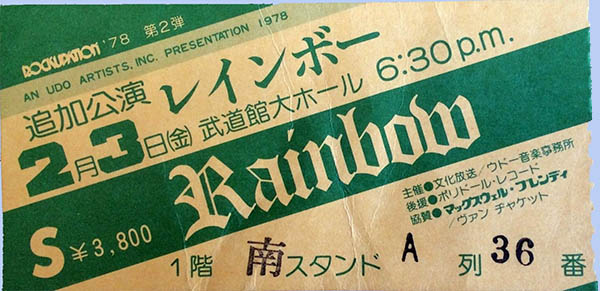 ROCKUPATION '78 第2弾
AN UDO ARTISTS, INC. PRESENTATION 1978
追加公演 レインボー
2月3日(金) 武道館大ホール 6:30p.m.
Rainbow
主催●文化放送/ウドー音楽事務所
後援●ポリドール・レコード
協賛●マックスウェル・フレンディ
/ヴァン チャケット
S ¥3,800
1階 南スタンド A 列 36 番